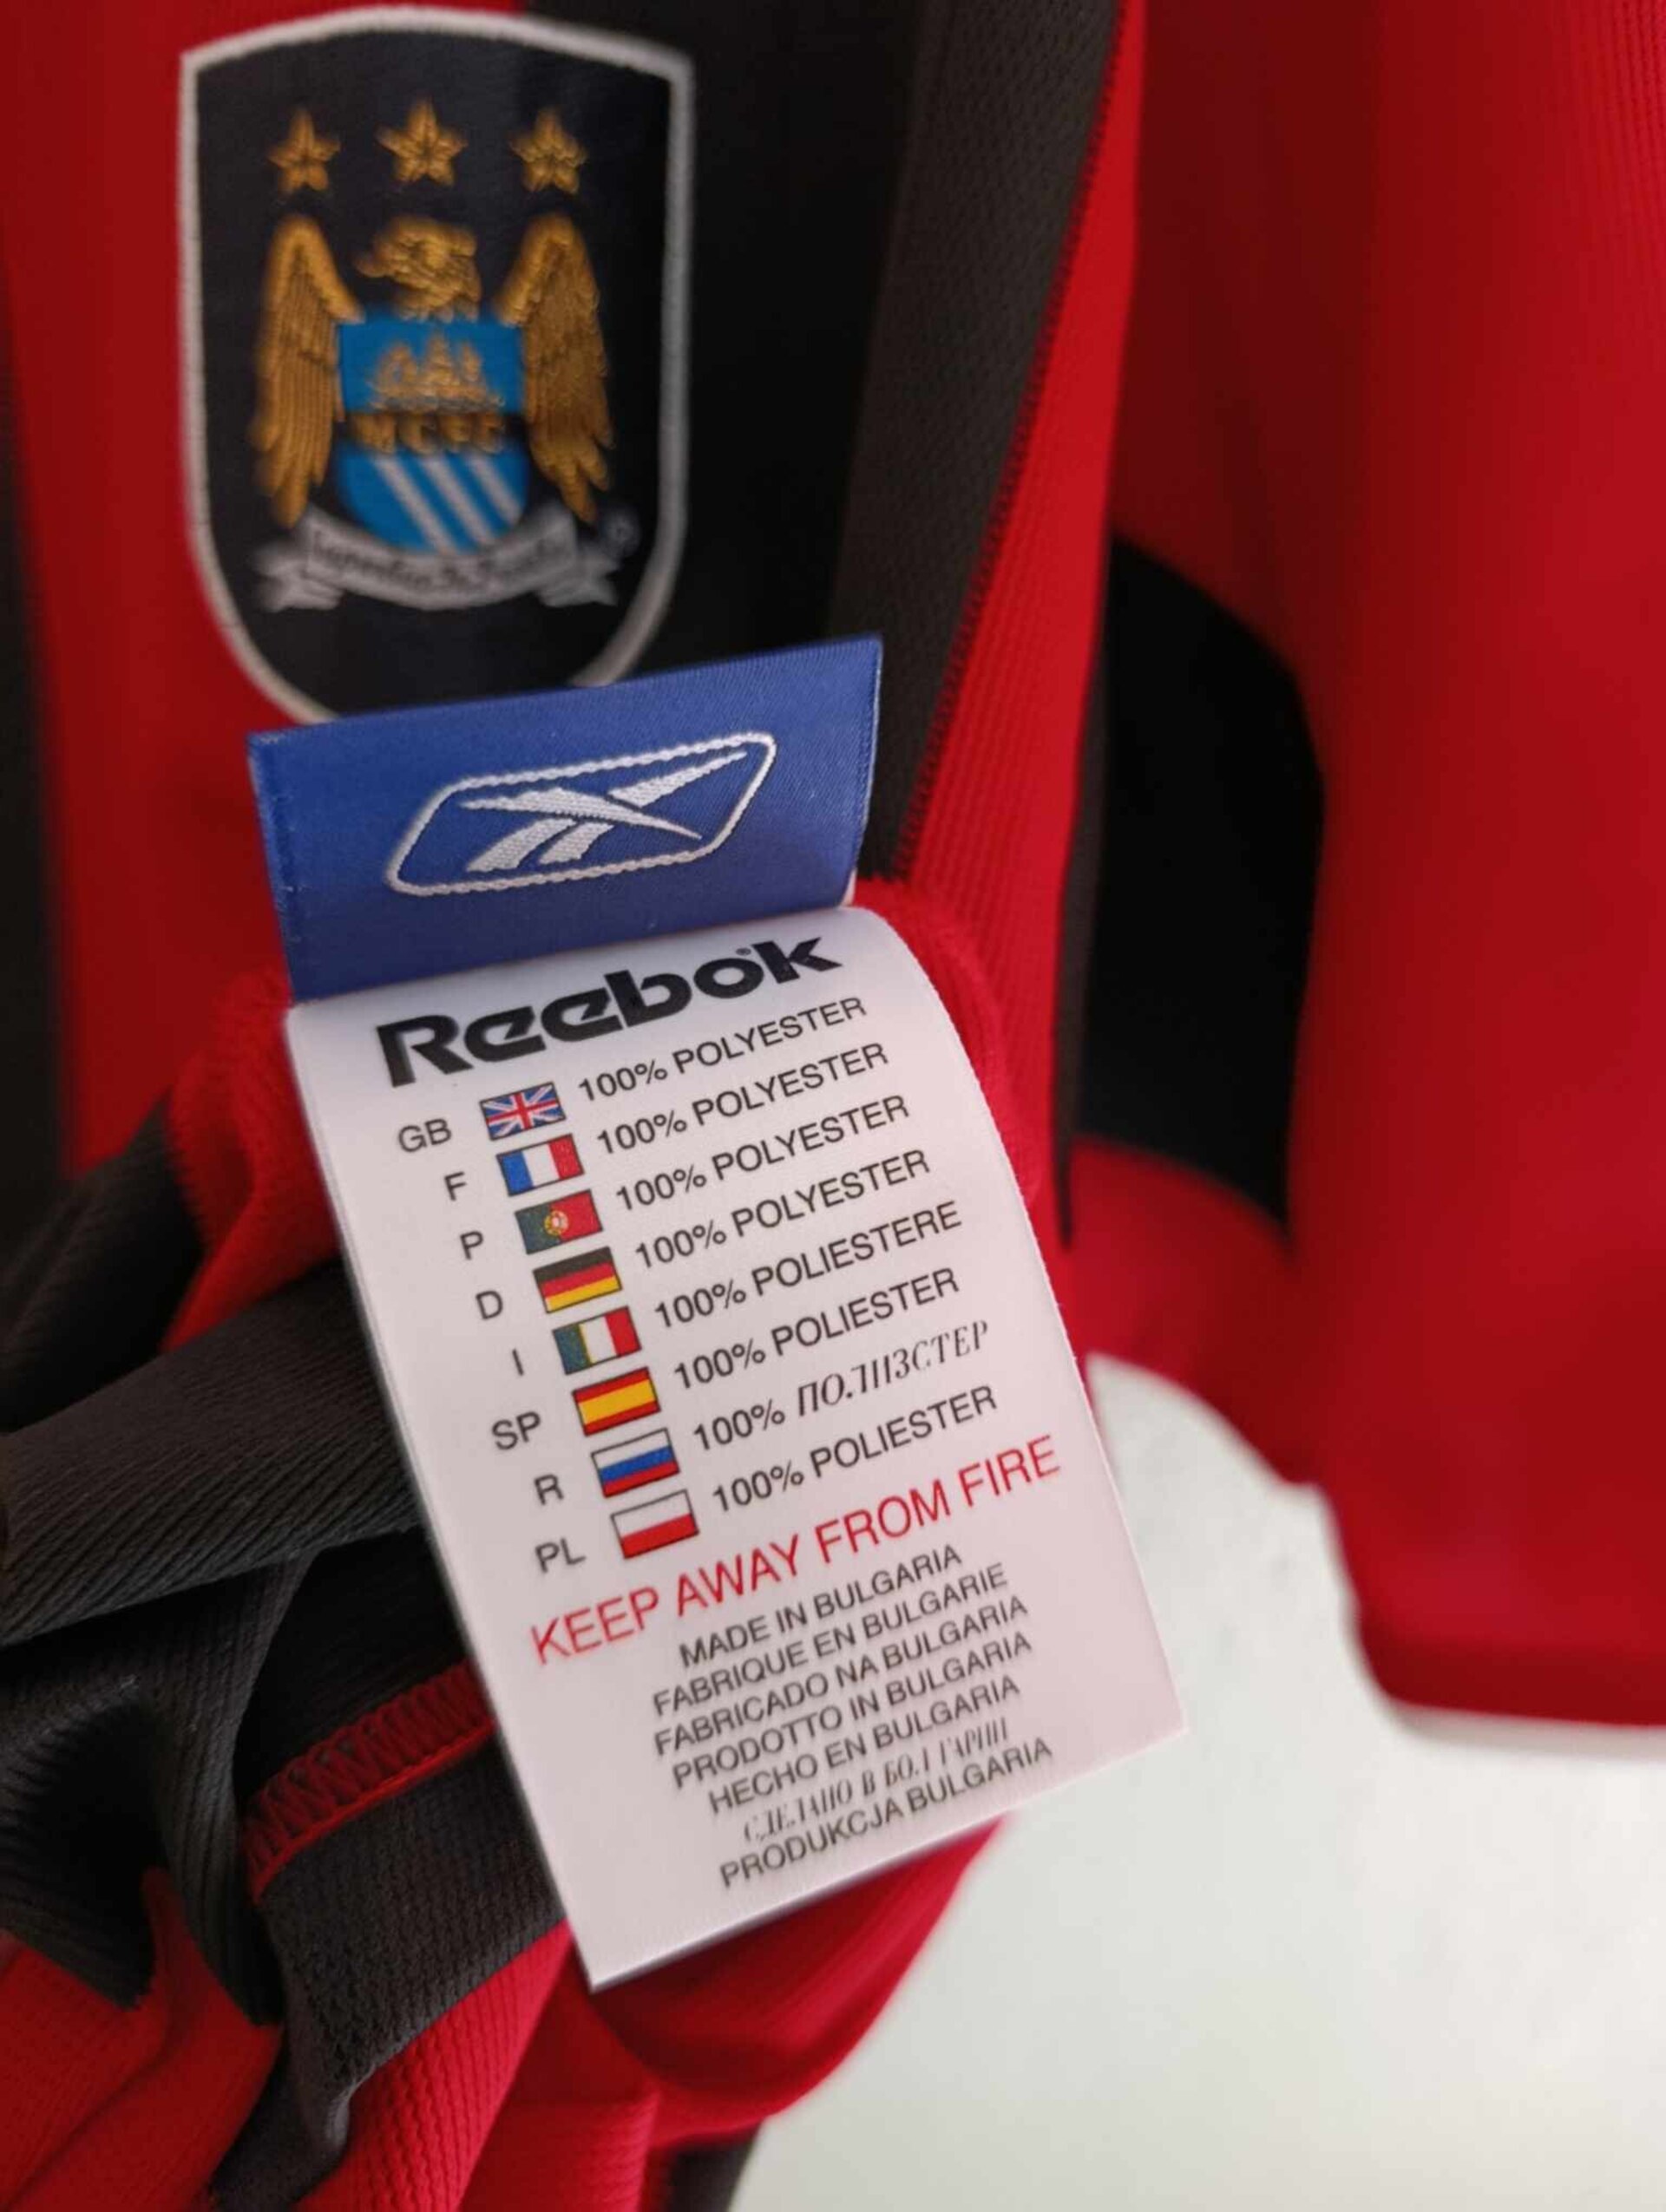 MCFC
Reebok
GB 100% POLYESTER
F 100% POLYESTER
P 100% POLYESTER
D 100% POLYESTER
I 100% POLIESTERE
SP 100% POLIESTER
R 100% ПОЛИЗСТЕР
PL 100% POLIESTER
KEEP AWAY FROM FIRE
MADE IN BULGARIA
FABRIQUE EN BULGARIE
FABRICADO NA BULGARIA
PRODOTTO IN BULGARIA
HECHO EN BULGARIA
СДЕЛАНО В БОЛГАРИИ
PRODUKCJA BULGARIA